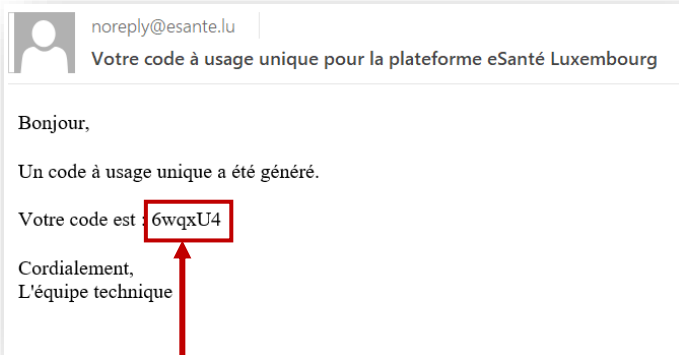 noreply@esante.lu
Votre code à usage unique pour la plateforme eSanté Luxembourg
Bonjour,
Un code à usage unique a été généré.
Votre code est : 6wqxU4
Cordialement,
L'équipe technique